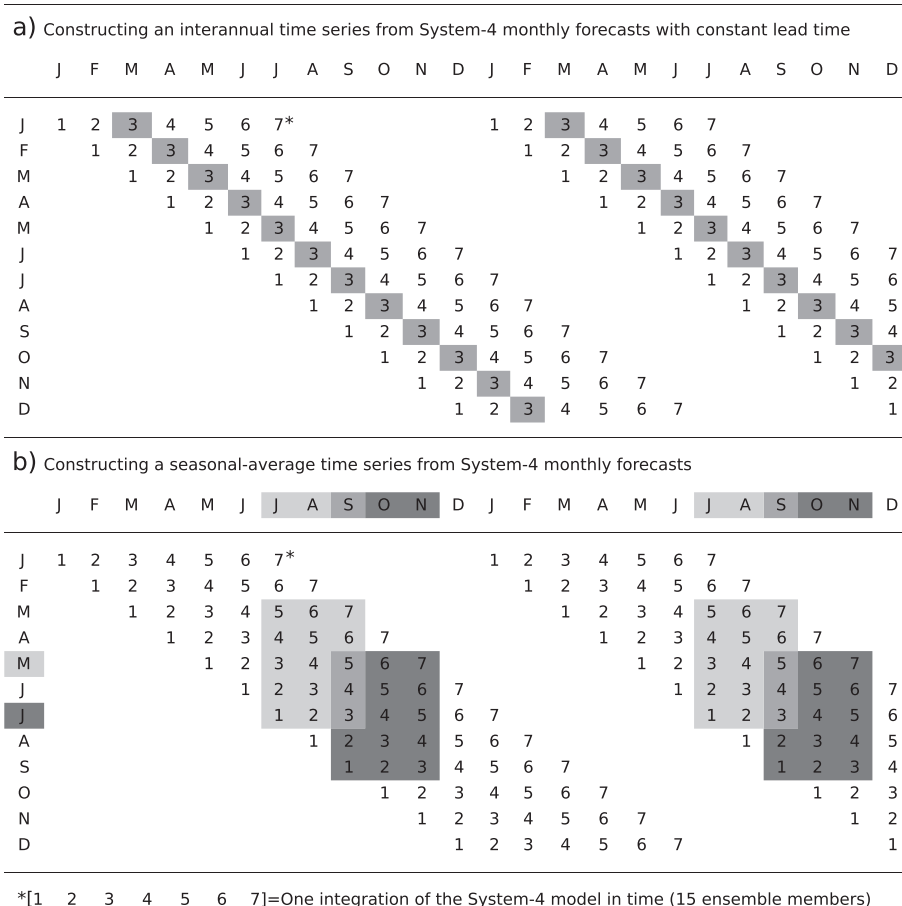 a) Constructing an interannual time series from System-4 monthly forecasts with constant lead time
J F M A M J J A S O N D J F M A M J J A S O N D
J 1 2 3 4 5 6 7* 1 2 3 4 5 6 7
F 1 2 3 4 5 6 7 1 2 3 4 5 6 7
M 1 2 3 4 5 6 7 1 2 3 4 5 6 7
A 1 2 3 4 5 6 7 1 2 3 4 5 6 7
M 1 2 3 4 5 6 7 1 2 3 4 5 6 7
J 1 2 3 4 5 6 7 1 2 3 4 5 6 7
J 1 2 3 4 5 6 7 1 2 3 4 5 6
A 1 2 3 4 5 6 7 1 2 3 4 5
S 1 2 3 4 5 6 7 1 2 3 4
O 1 2 3 4 5 6 7 1 2 3
N 1 2 3 4 5 6 7 1 2
D 1 2 3 4 5 6 7 1
b) Constructing a seasonal-average time series from System-4 monthly forecasts
J F M A M J J A S O N D J F M A M J J A S O N D
J 1 2 3 4 5 6 7* 1 2 3 4 5 6 7
F 1 2 3 4 5 6 7 1 2 3 4 5 6 7
M 1 2 3 4 5 6 7 1 2 3 4 5 6 7
A 1 2 3 4 5 6 7 1 2 3 4 5 6 7
M 1 2 3 4 5 6 7 1 2 3 4 5 6 7
J 1 2 3 4 5 6 7 1 2 3 4 5 6 7
J 1 2 3 4 5 6 7 1 2 3 4 5 6
A 1 2 3 4 5 6 7 1 2 3 4 5
S 1 2 3 4 5 6 7 1 2 3 4
O 1 2 3 4 5 6 7 1 2 3
N 1 2 3 4 5 6 7 1 2
D 1 2 3 4 5 6 7 1
*[1 2 3 4 5 6 7]=One integration of the System-4 model in time (15 ensemble members)